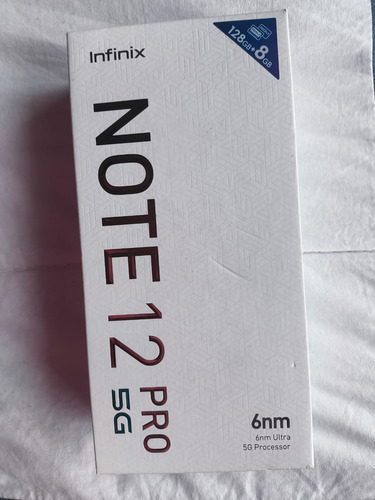 Infinix
128GB+8GB
NOTE 12 PRO
5G
6nm
6nm Ultra
5G Processor